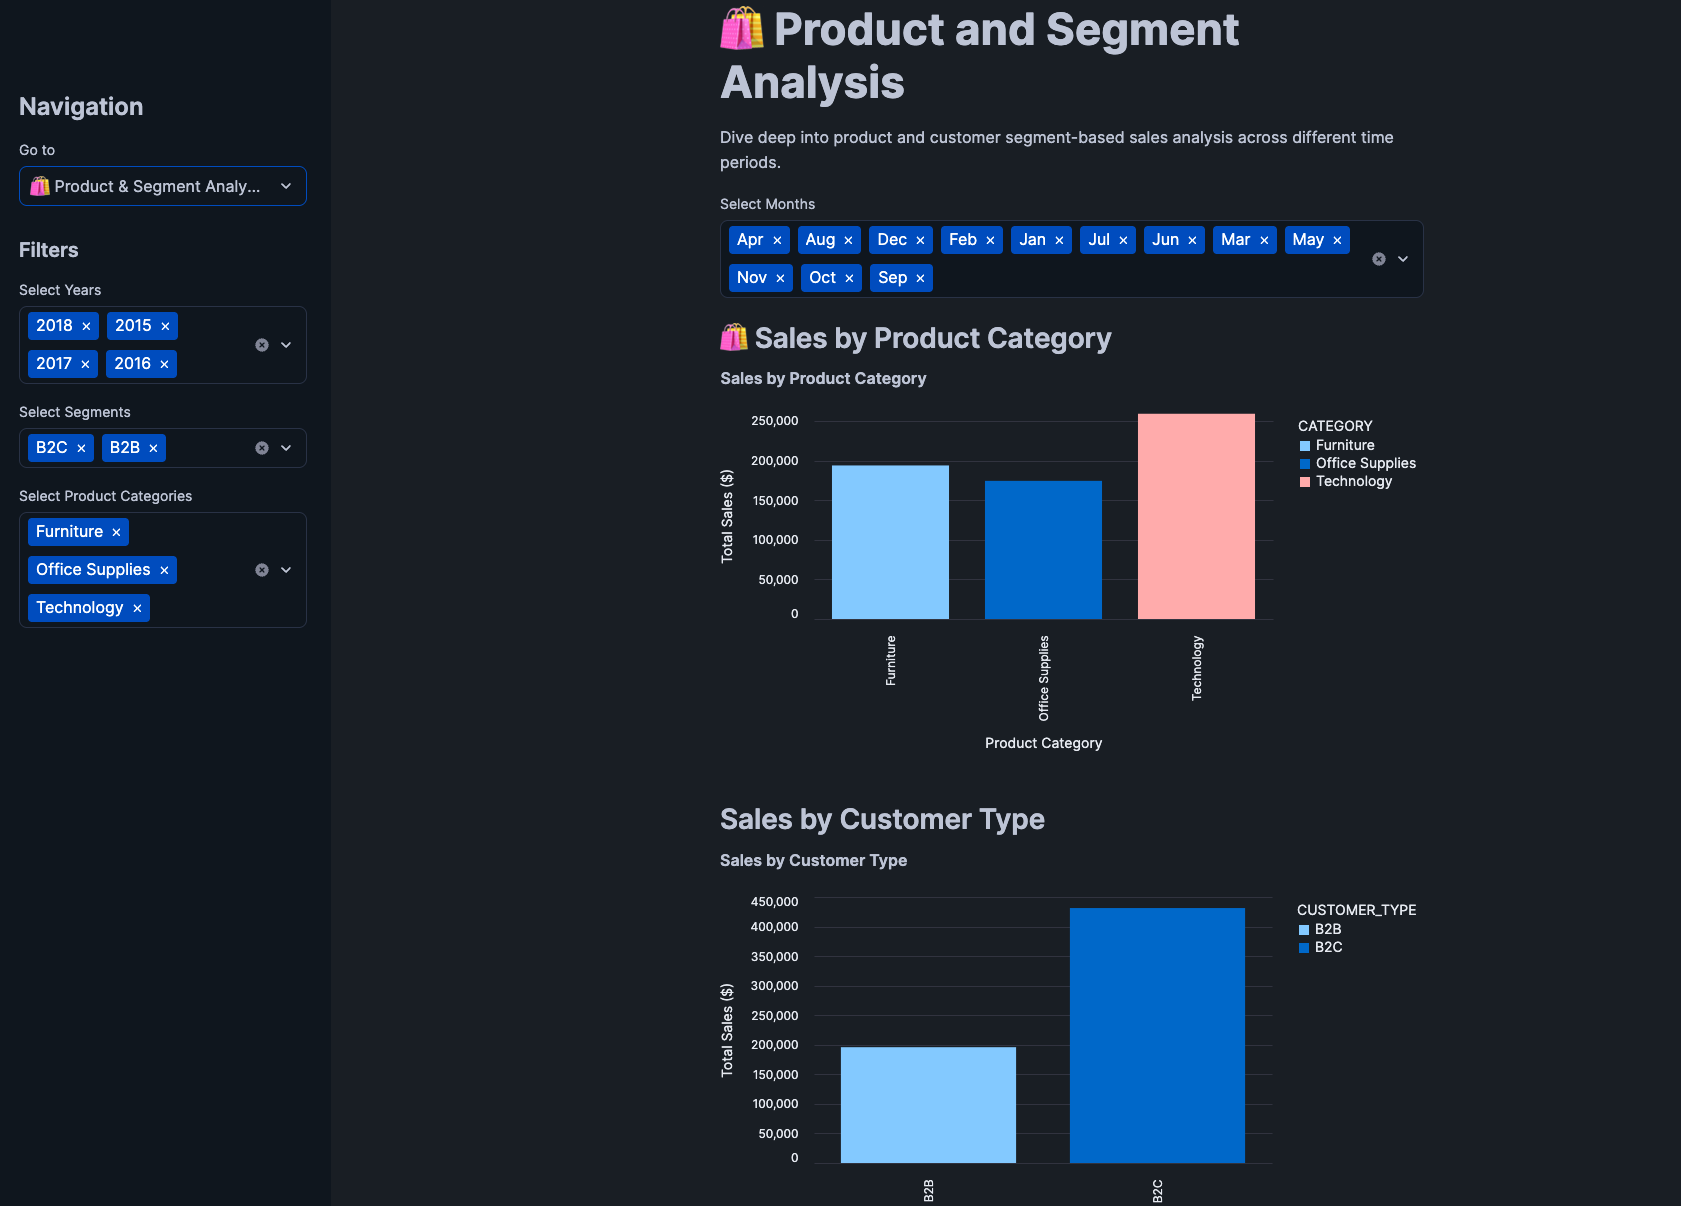 Navigation
Go to
Product & Segment Analy...
Filters
Select Years
2018 × 2015 ×
2017 × 2016 ×
Select Segments
B2C × B2B ×
Select Product Categories
Furniture ×
Office Supplies ×
Technology ×
Product and Segment
Analysis
Dive deep into product and customer segment-based sales analysis across different time
periods.
Select Months
Apr × Aug × Dec × Feb × Jan × Jul × Jun × Mar × May ×
Nov × Oct × Sep ×
Sales by Product Category
Sales by Product Category
250,000
200,000
150,000
100,000
50,000
0
Total Sales ($)
Furniture
Office Supplies
Technology
Product Category
CATEGORY
Furniture
Office Supplies
Technology
Sales by Customer Type
Sales by Customer Type
450,000
400,000
350,000
300,000
250,000
200,000
150,000
100,000
50,000
0
Total Sales ($)
B2B
B2C
CUSTOMER_TYPE
B2B
B2C